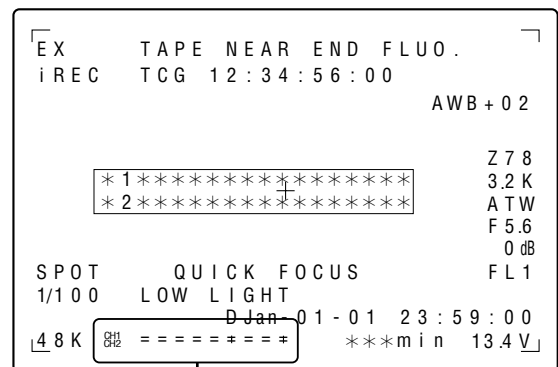 EX TAPE NEAR END FLUO.
iREC TCG 12:34:56:00
AWB+02
Z78
*1***************
3.2K
*2***************
ATW
F5.6
0dB
SPOT QUICK FOCUS FL1
1/100 LOW LIGHT
DJan-01-01 23:59:00
48K CH1 CH2 ========= ***min 13.4V